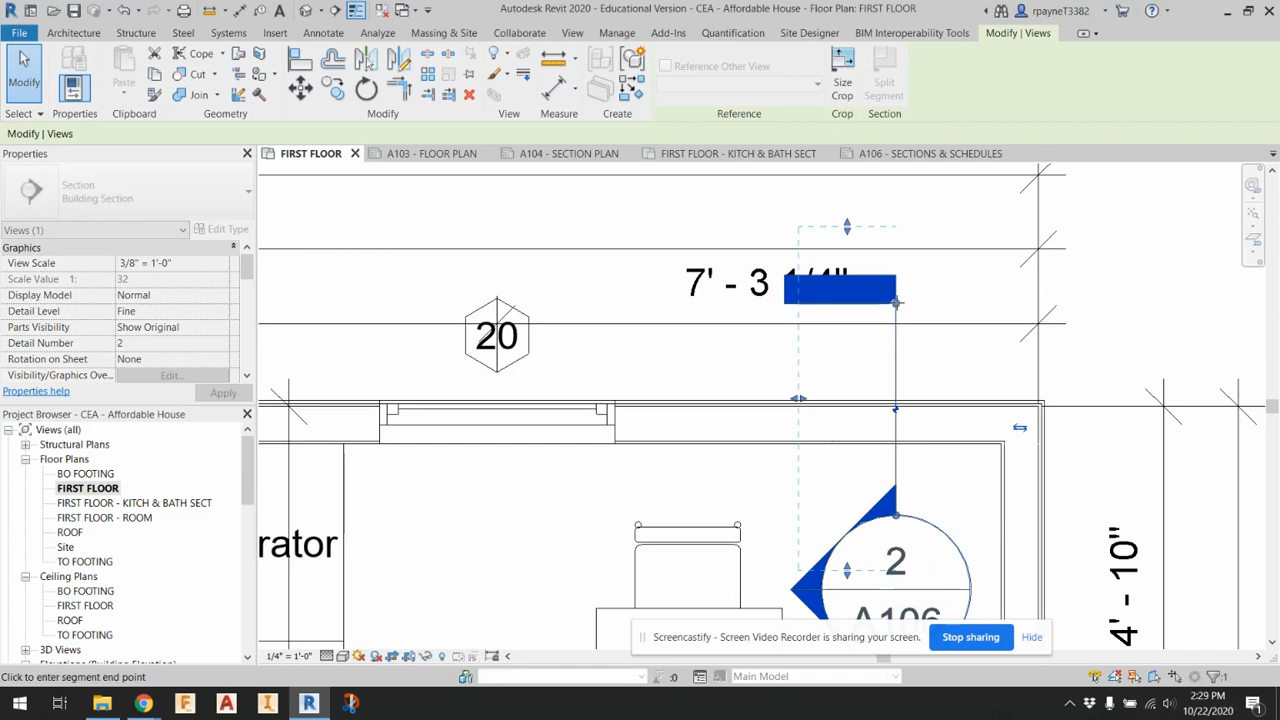 Autodesk Revit 2020 - Educational Version - CEA - Affordable House - Floor Plan: FIRST FLOOR
rpayneT3382
File Architecture Structure Steel Systems Insert Annotate Analyze Massing & Site Collaborate View Manage Add-Ins Quantification Site Designer BIM Interoperability Tools Modify | Views
Modify
Paste
Cope
Cut
Join
Reference Other View
Size Crop
Split Segment
Select Properties Clipboard Geometry Modify View Measure Create Reference Crop Section
Modify | Views
Properties
FIRST FLOOR
A103 - FLOOR PLAN
A104 - SECTION PLAN
FIRST FLOOR - KITCH & BATH SECT
A106 - SECTIONS & SCHEDULES
Section
Building Section
Views (1)
Edit Type
Graphics
View Scale 3/8" = 1'-0"
Scale Value 1: 32
Display Model Normal
Detail Level Fine
Parts Visibility Show Original
Detail Number 2
Rotation on Sheet None
Visibility/Graphics Ove... Edit...
Properties help
Apply
Project Browser - CEA - Affordable House
Views (all)
Structural Plans
Floor Plans
BO FOOTING
FIRST FLOOR
FIRST FLOOR - KITCH & BATH SECT
FIRST FLOOR - ROOM
ROOF
Site
TO FOOTING
Ceiling Plans
BO FOOTING
FIRST FLOOR
ROOF
TO FOOTING
3D Views
7' - 3 1/4"
20
rator
2
A106
4' - 10"
Screencastify - Screen Video Recorder is sharing your screen.
Stop sharing
Hide
1/4" = 1'-0"
Click to enter segment end point
:0
Main Model
:1
2:29 PM
10/22/2020